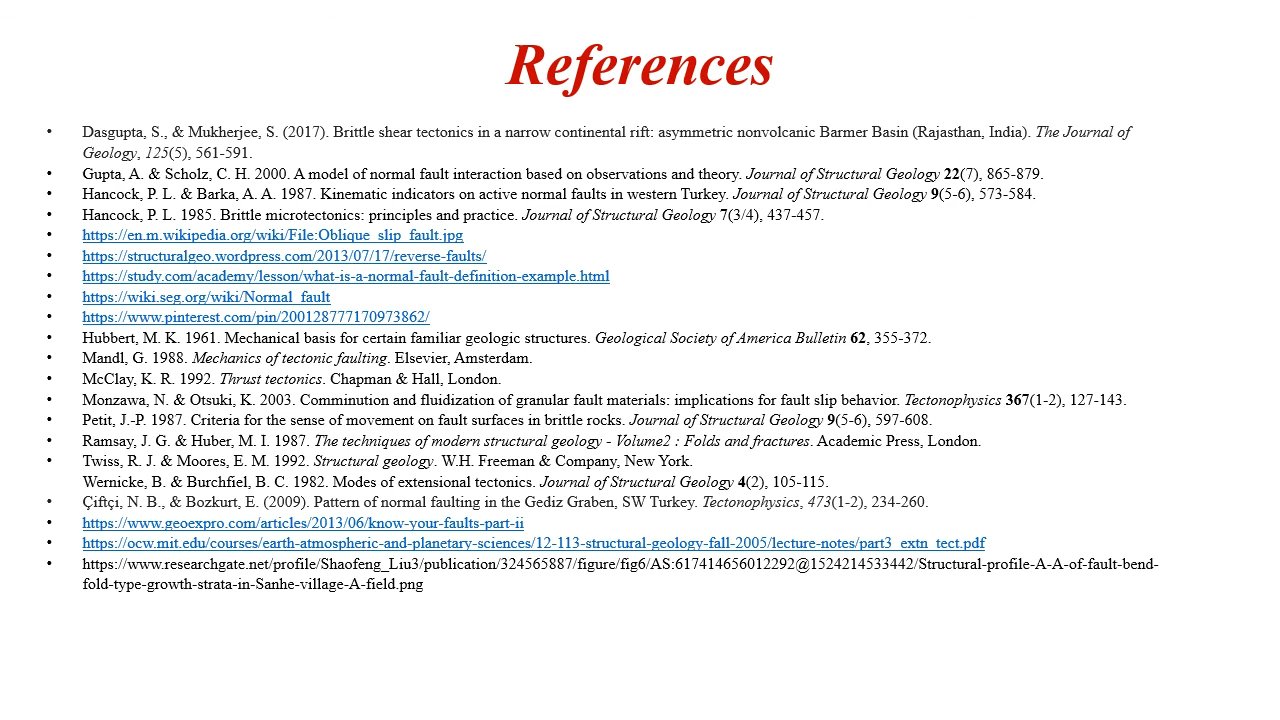 References
• Dasgupta, S., & Mukherjee, S. (2017). Brittle shear tectonics in a narrow continental rift: asymmetric nonvolcanic Barmer Basin (Rajasthan, India). The Journal of
Geology, 125(5), 561-591.
• Gupta, A. & Scholz, C. H. 2000. A model of normal fault interaction based on observations and theory. Journal of Structural Geology 22(7), 865-879.
• Hancock, P. L. & Barka, A. A. 1987. Kinematic indicators on active normal faults in western Turkey. Journal of Structural Geology 9(5-6), 573-584.
• Hancock, P. L. 1985. Brittle microtectonics: principles and practice. Journal of Structural Geology 7(3/4), 437-457.
• https://en.m.wikipedia.org/wiki/File:Oblique_slip_fault.jpg
• https://structuralgeo.wordpress.com/2013/07/17/reverse-faults/
• https://study.com/academy/lesson/what-is-a-normal-fault-definition-example.html
• https://wiki.seg.org/wiki/Normal_fault
• https://www.pinterest.com/pin/200128777170973862/
• Hubbert, M. K. 1961. Mechanical basis for certain familiar geologic structures. Geological Society of America Bulletin 62, 355-372.
• Mandl, G. 1988. Mechanics of tectonic faulting. Elsevier, Amsterdam.
• McClay, K. R. 1992. Thrust tectonics. Chapman & Hall, London.
• Monzawa, N. & Otsuki, K. 2003. Comminution and fluidization of granular fault materials: implications for fault slip behavior. Tectonophysics 367(1-2), 127-143.
• Petit, J.-P. 1987. Criteria for the sense of movement on fault surfaces in brittle rocks. Journal of Structural Geology 9(5-6), 597-608.
• Ramsay, J. G. & Huber, M. I. 1987. The techniques of modern structural geology - Volume2 : Folds and fractures. Academic Press, London.
• Twiss, R. J. & Moores, E. M. 1992. Structural geology. W.H. Freeman & Company, New York.
Wernicke, B. & Burchfiel, B. C. 1982. Modes of extensional tectonics. Journal of Structural Geology 4(2), 105-115.
• Çiftçi, N. B., & Bozkurt, E. (2009). Pattern of normal faulting in the Gediz Graben, SW Turkey. Tectonophysics, 473(1-2), 234-260.
• https://www.geoexpro.com/articles/2013/06/know-your-faults-part-ii
• https://ocw.mit.edu/courses/earth-atmospheric-and-planetary-sciences/12-113-structural-geology-fall-2005/lecture-notes/part3_extn_tect.pdf
• https://www.researchgate.net/profile/Shaofeng_Liu3/publication/324565887/figure/fig6/AS:617414656012292@1524214533442/Structural-profile-A-A-of-fault-bend-
fold-type-growth-strata-in-Sanhe-village-A-field.png